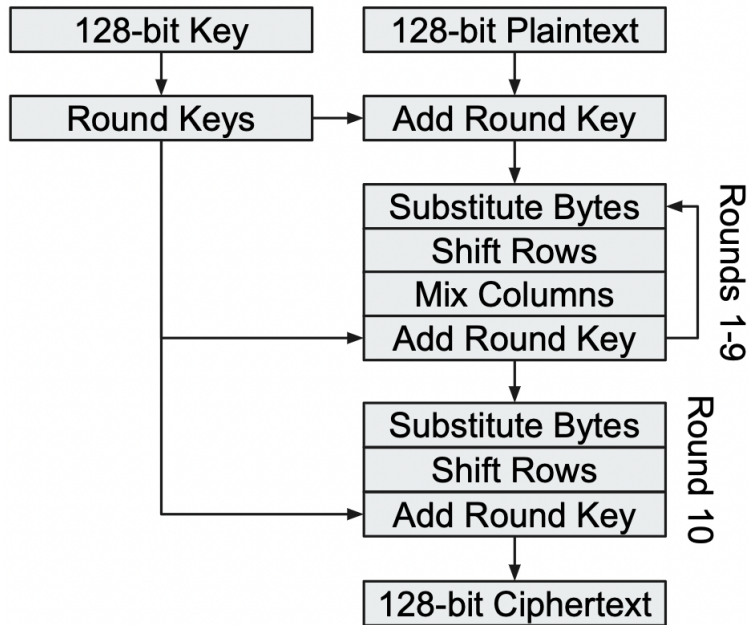 128-bit Key
128-bit Plaintext
Round Keys
Add Round Key
Substitute Bytes
Shift Rows
Mix Columns
Add Round Key
Rounds 1-9
Substitute Bytes
Shift Rows
Add Round Key
Round 10
128-bit Ciphertext